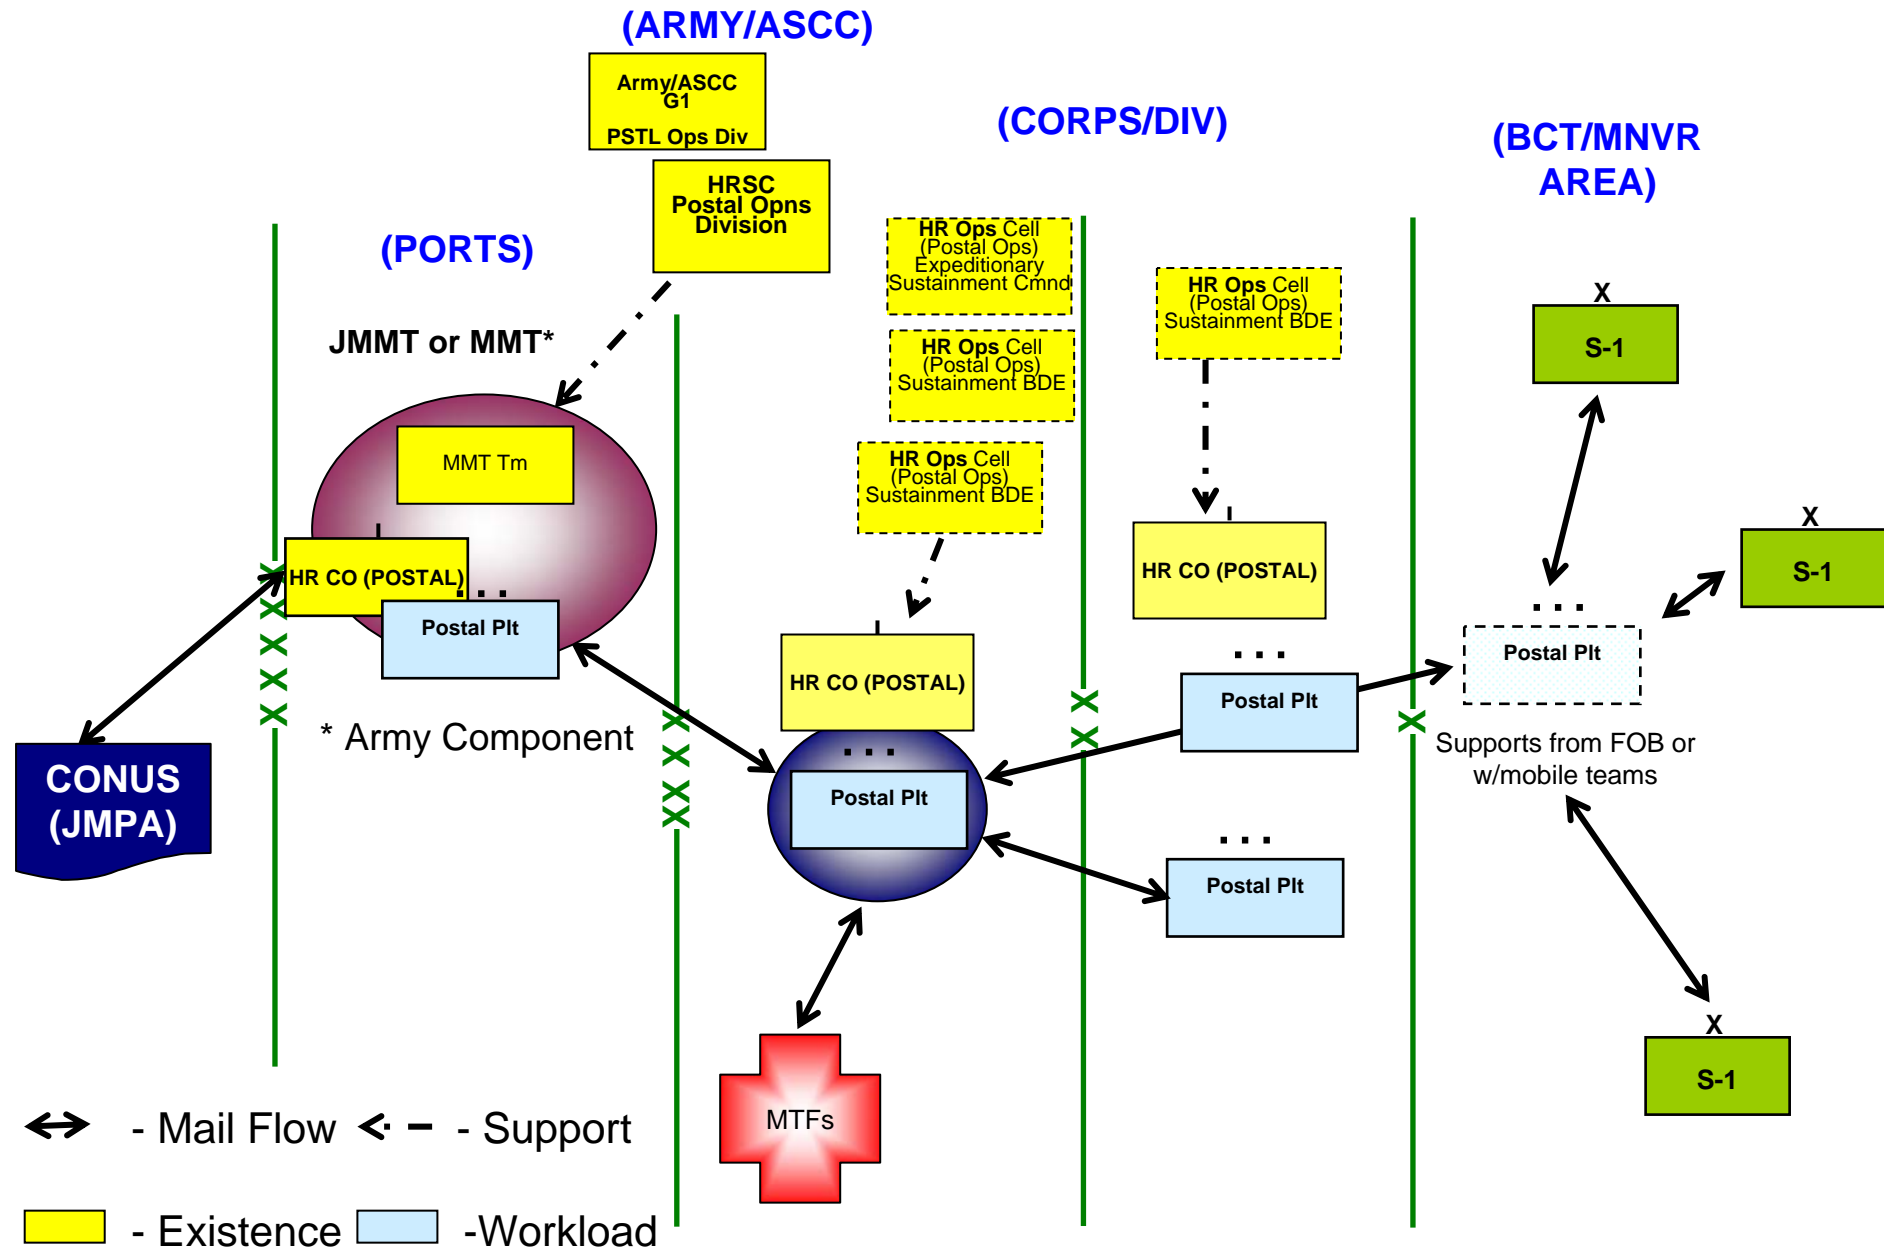 (ARMY/ASCC)
Army/ASCC
G1
PSTL Ops Div
HRSC
Postal Opns
Division
(CORPS/DIV)
(BCT/MNVR
AREA)
(PORTS)
JMMT or MMT*
MMT Tm
HR CO (POSTAL)
...
Postal Plt
* Army Component
CONUS
(JMPA)
X
X
X
X
X
HR Ops Cell
(Postal Ops)
Expeditionary
Sustainment Cmnd
HR Ops Cell
(Postal Ops)
Sustainment BDE
HR Ops Cell
(Postal Ops)
Sustainment BDE
HR CO (POSTAL)
...
Postal Plt
X
X
X
X
MTFs
HR Ops Cell
(Postal Ops)
Sustainment BDE
HR CO (POSTAL)
...
Postal Plt
...
Postal Plt
X
X
X
X
S-1
X
S-1
...
Postal Plt
Supports from FOB or
w/mobile teams
X
S-1
- Mail Flow
- Support
- Existence
-Workload